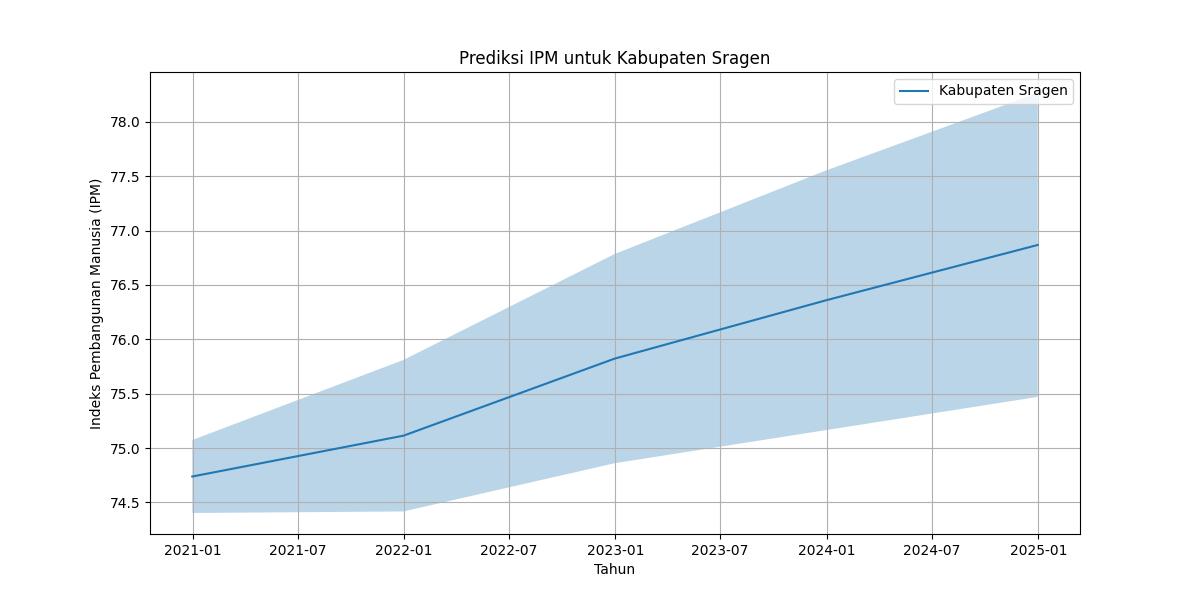 Prediksi IPM untuk Kabupaten Sragen
Kabupaten Sragen
Indeks Pembangunan Manusia (IPM)
78.0
77.5
77.0
76.5
76.0
75.5
75.0
74.5
2021-01 2021-07 2022-01 2022-07 2023-01 2023-07 2024-01 2024-07 2025-01
Tahun